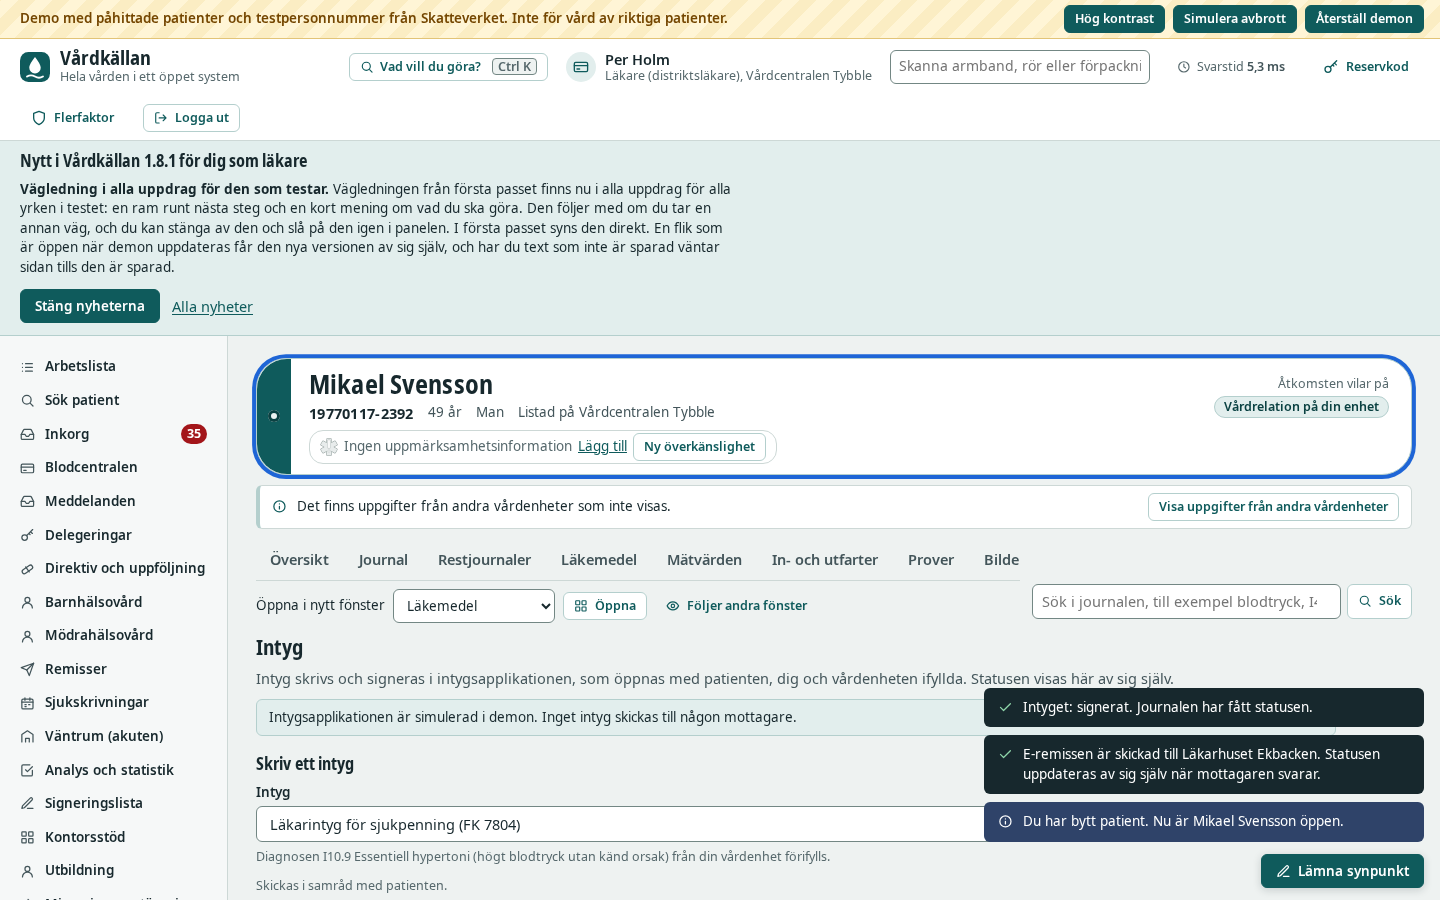 Demo med påhittade patienter och testpersonnummer från Skatteverket. Inte för vård av riktiga patienter.
Hög kontrast
Simulera avbrott
Återställ demon
Vårdkällan
Hela vården i ett öppet system
Vad vill du göra? Ctrl K
Per Holm
Läkare (distriktsläkare), Vårdcentralen Tybble
Skanna armband, rör eller förpackni
Svarstid 5,3 ms
Reservkod
Flerfaktor
Logga ut
Nytt i Vårdkällan 1.8.1 för dig som läkare
Vägledning i alla uppdrag för den som testar. Vägledningen från första passet finns nu i alla uppdrag för alla
yrken i testet: en ram runt nästa steg och en kort mening om vad du ska göra. Den följer med om du tar en
annan väg, och du kan stänga av den och slå på den igen i panelen. I första passet syns den direkt. En flik som
är öppen när demon uppdateras får den nya versionen av sig själv, och har du text som inte är sparad väntar
sidan tills den är sparad.
Stäng nyheterna
Alla nyheter
Arbetslista
Sök patient
Inkorg 35
Blodcentralen
Meddelanden
Delegeringar
Direktiv och uppföljning
Barnhälsovård
Mödrahälsovård
Remisser
Sjukskrivningar
Väntrum (akuten)
Analys och statistik
Signeringslista
Kontorsstöd
Utbildning
Mikael Svensson
19770117-2392 49 år Man Listad på Vårdcentralen Tybble
Ingen uppmärksamhetsinformation Lägg till Ny överkänslighet
Åtkomsten vilar på
Vårdrelation på din enhet
Det finns uppgifter från andra vårdenheter som inte visas.
Visa uppgifter från andra vårdenheter
Översikt Journal Restjournaler Läkemedel Mätvärden In- och utfarter Prover Bilde
Öppna i nytt fönster Läkemedel Öppna Följer andra fönster
Sök i journalen, till exempel blodtryck, I4
Sök
Intyg
Intyg skrivs och signeras i intygsapplikationen, som öppnas med patienten, dig och vårdenheten ifyllda. Statusen visas här av sig själv.
Intygsapplikationen är simulerad i demon. Inget intyg skickas till någon mottagare.
Skriv ett intyg
Intyg
Läkarintyg för sjukpenning (FK 7804)
Diagnosen I10.9 Essentiell hypertoni (högt blodtryck utan känd orsak) från din vårdenhet förifylls.
Skickas i samråd med patienten.
Intyget: signerat. Journalen har fått statusen.
E-remissen är skickad till Läkarhuset Ekbacken. Statusen
uppdateras av sig själv när mottagaren svarar.
Du har bytt patient. Nu är Mikael Svensson öppen.
Lämna synpunkt